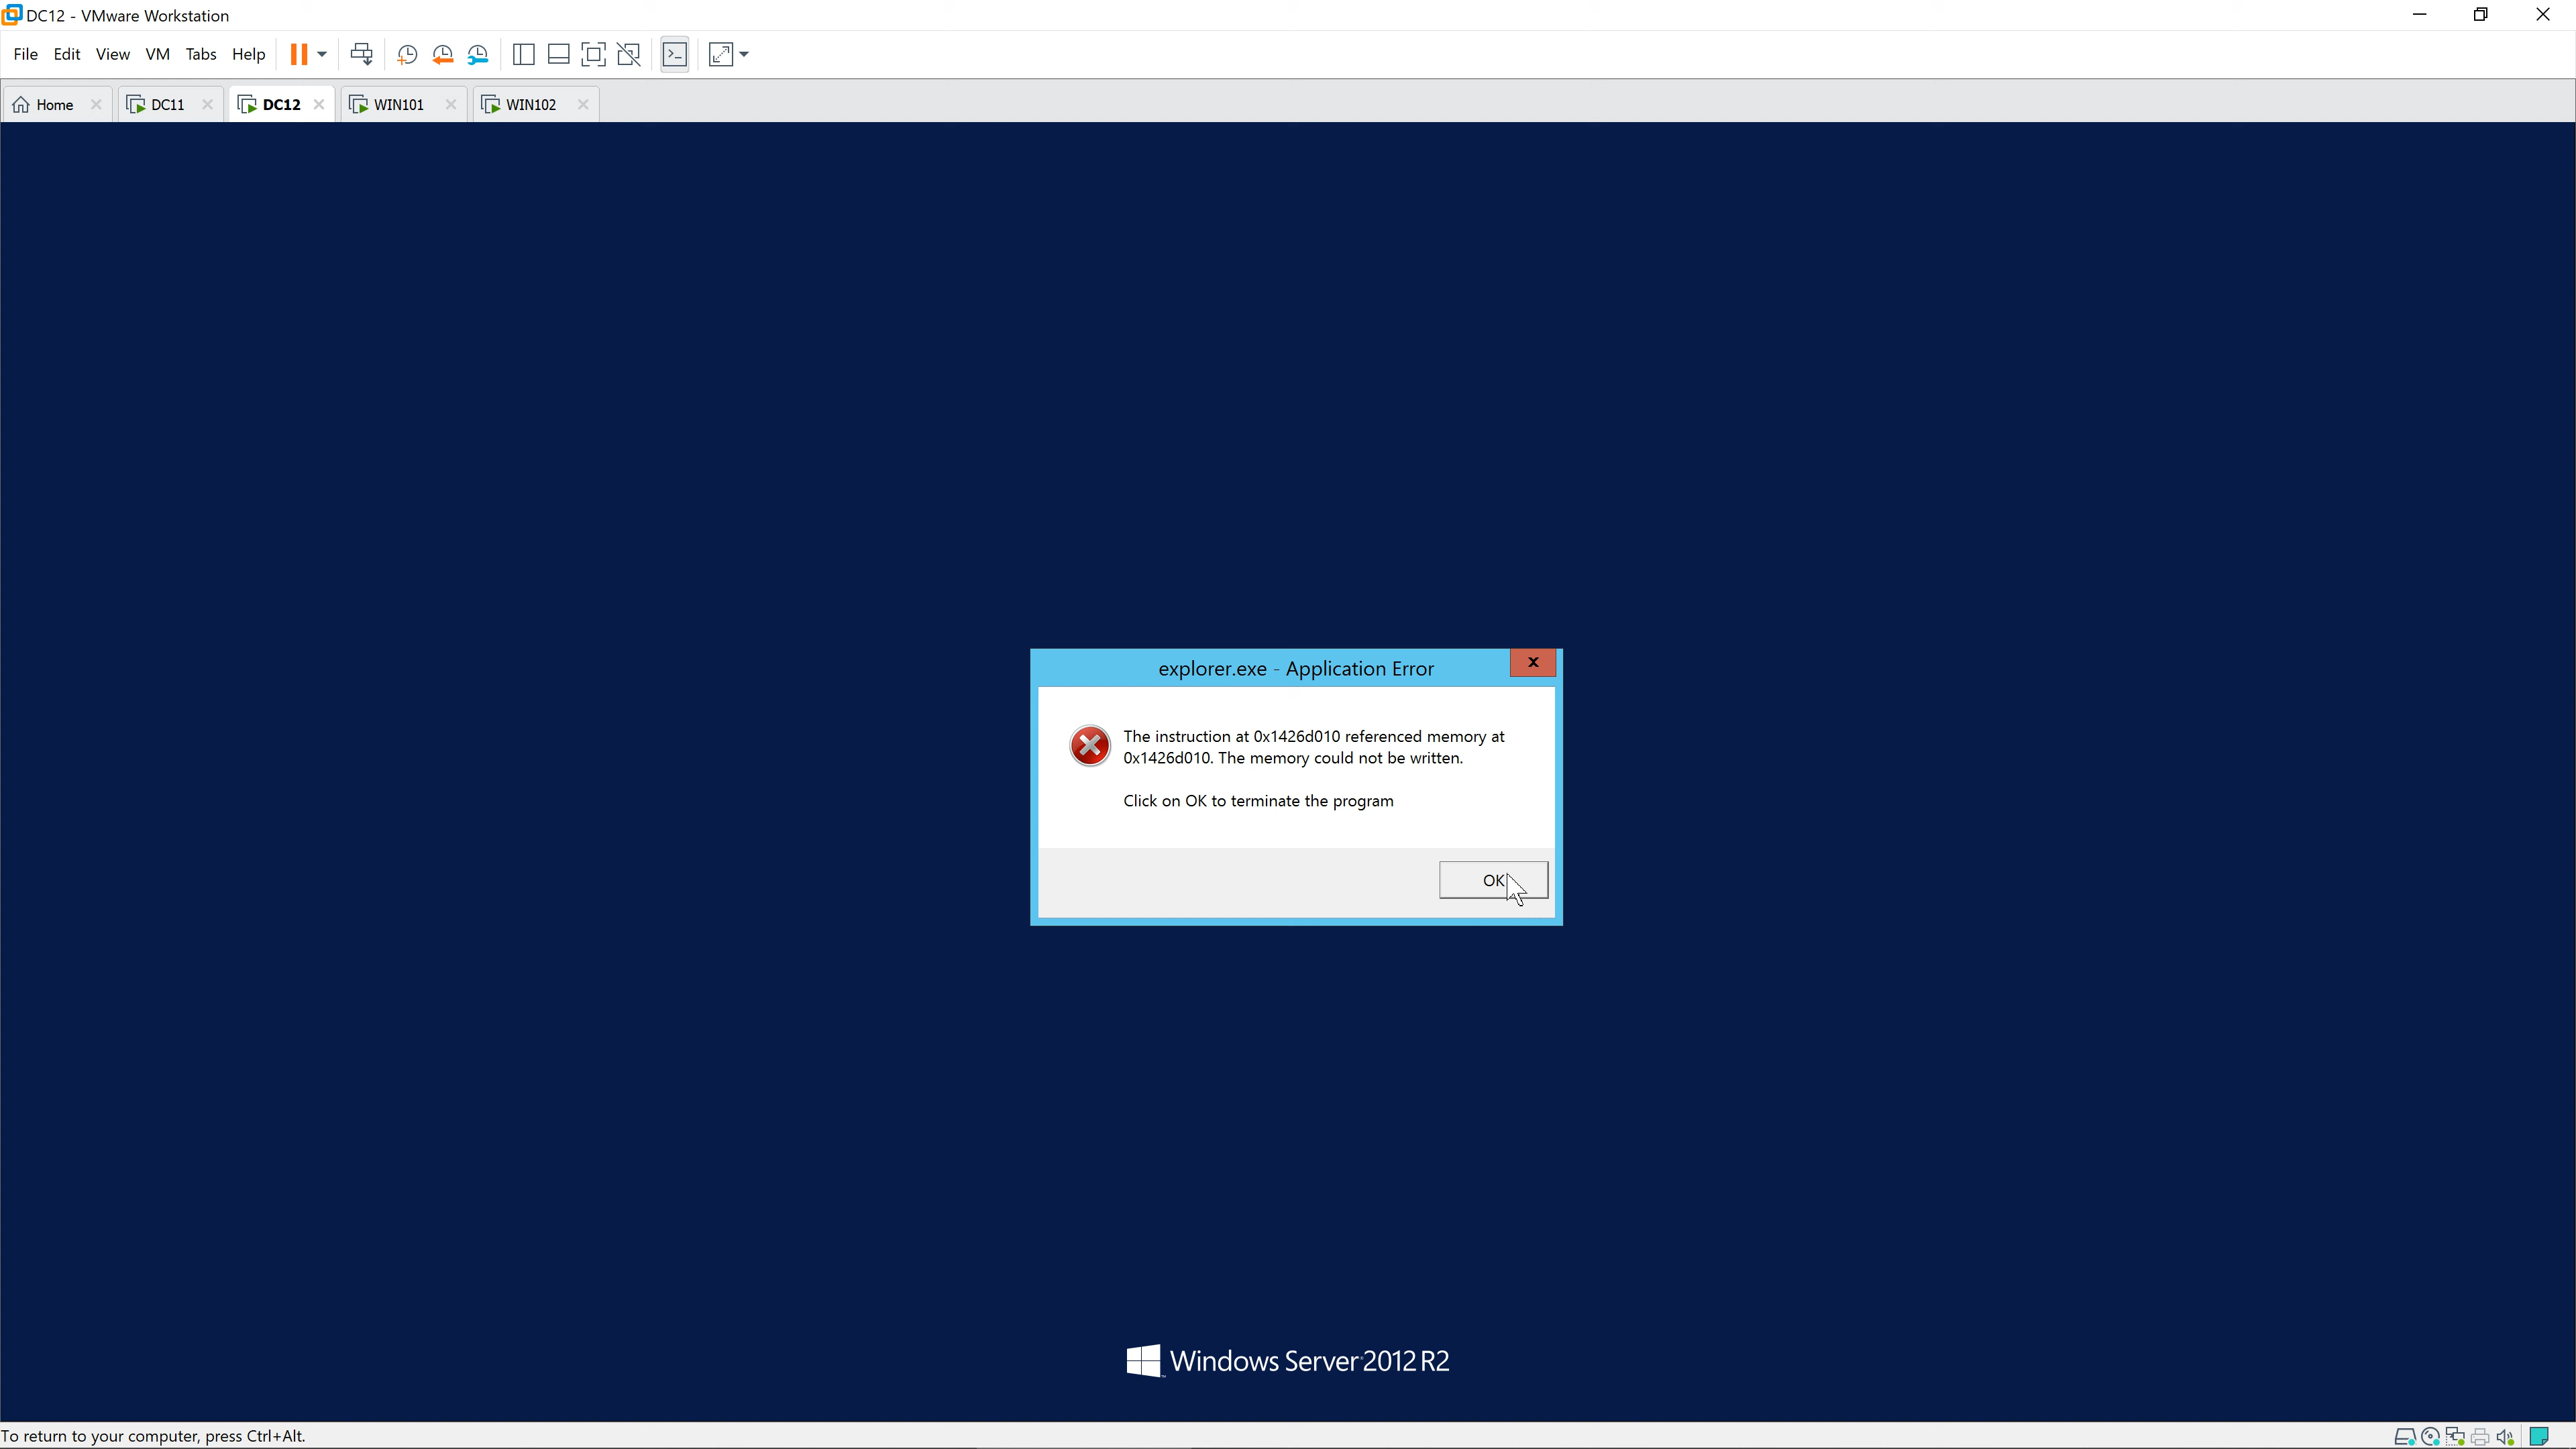 DC12 - VMware Workstation
File Edit View VM Tabs Help
Home DC11 DC12 WIN101 WIN102
explorer.exe - Application Error
x
The instruction at 0x1426d010 referenced memory at
0x1426d010. The memory could not be written.
Click on OK to terminate the program
OK
Windows Server 2012 R2
To return to your computer, press Ctrl+Alt.